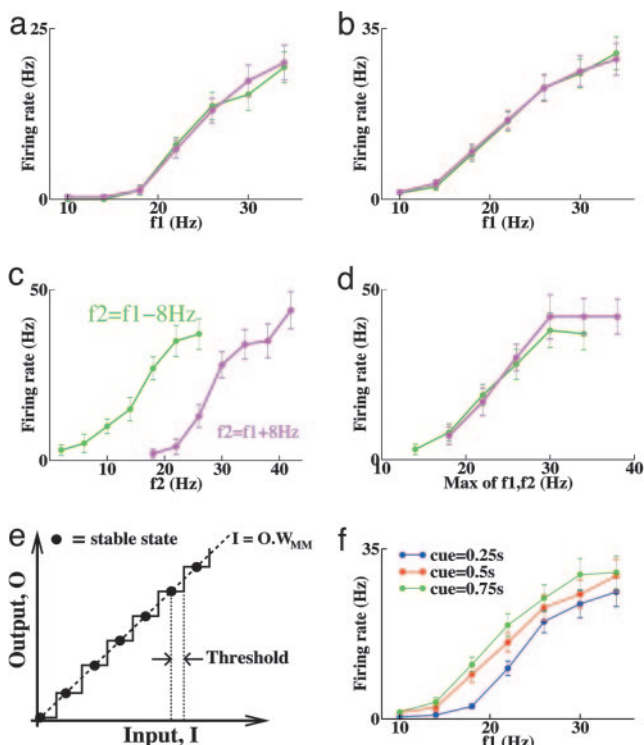 a
25
Firing rate (Hz)
0
10 20 30
f1 (Hz)
b
35
Firing rate (Hz)
0
10 20 30
f1 (Hz)
c
50
Firing rate (Hz)
0
f2=f1−8Hz
f2=f1+8Hz
10 20 30 40
f2 (Hz)
d
50
Firing rate (Hz)
0
10 20 30 40
Max of f1,f2 (Hz)
e
= stable state
I = O.W_MM
Output, O
Threshold
Input, I
f
35
cue=0.25s
cue=0.5s
cue=0.75s
Firing rate (Hz)
0
10 20 30
f1 (Hz)